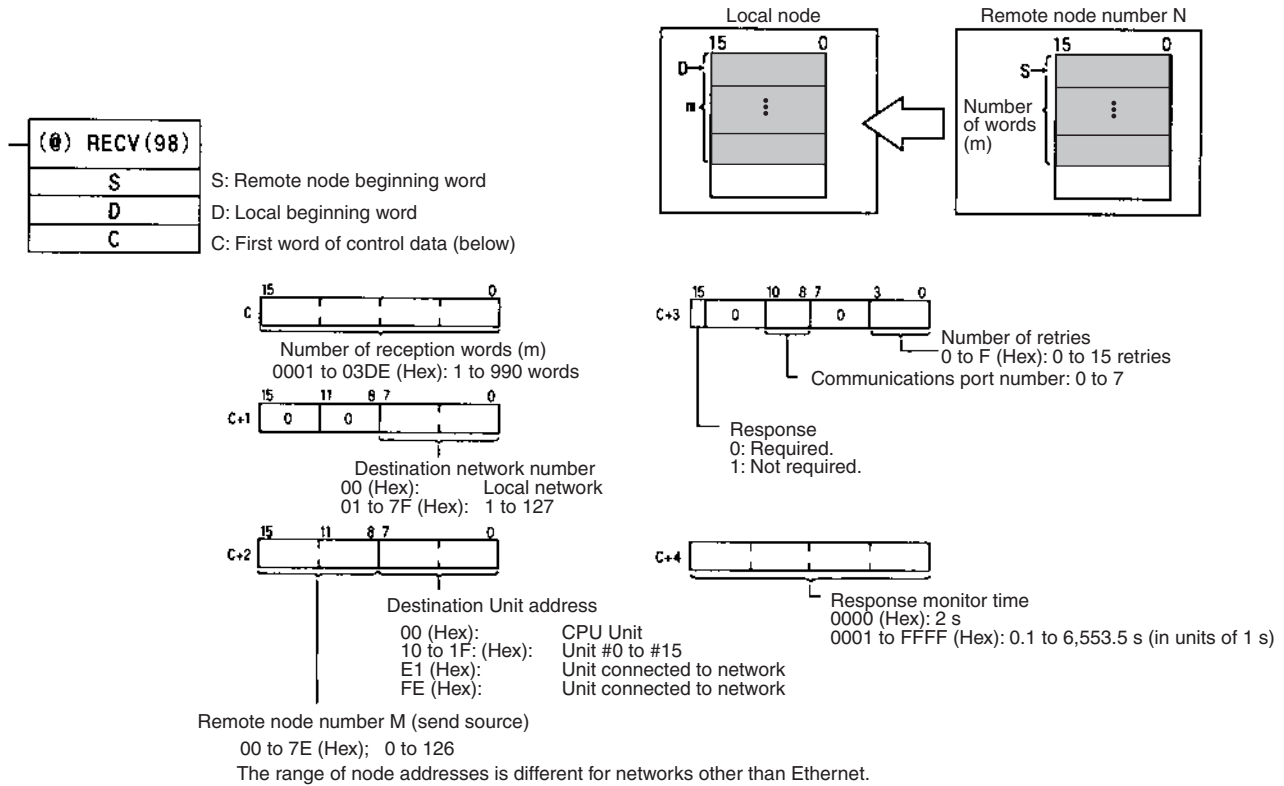 Local node
Remote node number N
15 0
15 0
D
S
m
Number
of words
(m)
(@) RECV(98)
S
S: Remote node beginning word
D
D: Local beginning word
C
C: First word of control data (below)
15 0
C
Number of reception words (m)
0001 to 03DE (Hex): 1 to 990 words
15 11 8 7 0
C+1 0 0
Destination network number
00 (Hex): Local network
01 to 7F (Hex): 1 to 127
15 11 8 7 0
C+2
Destination Unit address
00 (Hex): CPU Unit
10 to 1F: (Hex): Unit #0 to #15
E1 (Hex): Unit connected to network
FE (Hex): Unit connected to network
Remote node number M (send source)
00 to 7E (Hex); 0 to 126
The range of node addresses is different for networks other than Ethernet.
15 10 8 7 3 0
C+3 0 0
Number of retries
0 to F (Hex): 0 to 15 retries
Communications port number: 0 to 7
Response
0: Required.
1: Not required.
C+4
Response monitor time
0000 (Hex): 2 s
0001 to FFFF (Hex): 0.1 to 6,553.5 s (in units of 1 s)